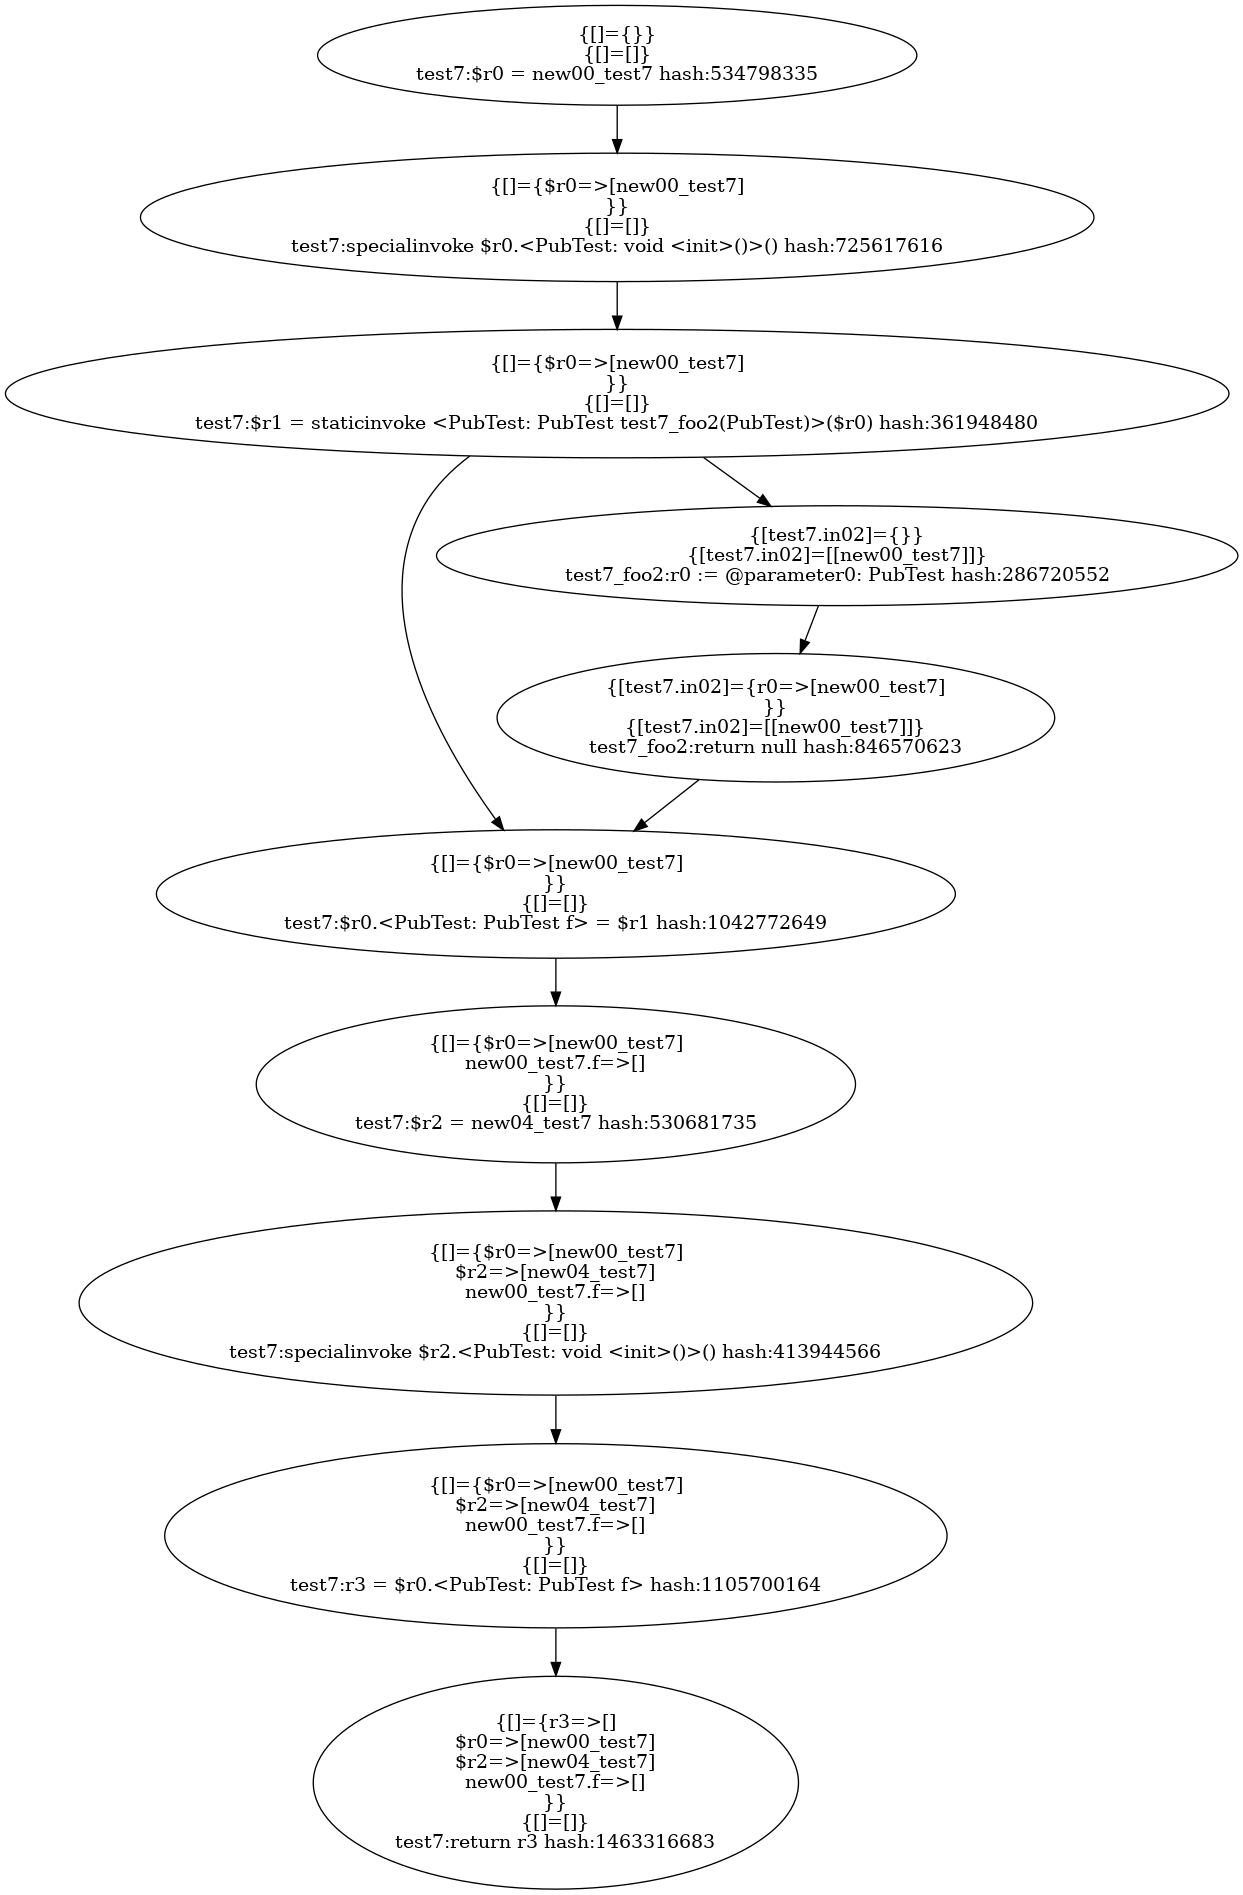 {[]={}}
{[]=[]}
test7:$r0 = new00_test7 hash:534798335
{[]={$r0=>[new00_test7]
}}
{[]=[]}
test7:specialinvoke $r0.<PubTest: void <init>()>() hash:725617616
{[]={$r0=>[new00_test7]
}}
{[]=[]}
test7:$r1 = staticinvoke <PubTest: PubTest test7_foo2(PubTest)>($r0) hash:361948480
{[test7.in02]={}}
{[test7.in02]=[[new00_test7]]}
test7_foo2:r0 := @parameter0: PubTest hash:286720552
{[test7.in02]={r0=>[new00_test7]
}}
{[test7.in02]=[[new00_test7]]}
test7_foo2:return null hash:846570623
{[]={$r0=>[new00_test7]
}}
{[]=[]}
test7:$r0.<PubTest: PubTest f> = $r1 hash:1042772649
{[]={$r0=>[new00_test7]
new00_test7.f=>[]
}}
{[]=[]}
test7:$r2 = new04_test7 hash:530681735
{[]={$r0=>[new00_test7]
$r2=>[new04_test7]
new00_test7.f=>[]
}}
{[]=[]}
test7:specialinvoke $r2.<PubTest: void <init>()>() hash:413944566
{[]={$r0=>[new00_test7]
$r2=>[new04_test7]
new00_test7.f=>[]
}}
{[]=[]}
test7:r3 = $r0.<PubTest: PubTest f> hash:1105700164
{[]={r3=>[]
$r0=>[new00_test7]
$r2=>[new04_test7]
new00_test7.f=>[]
}}
{[]=[]}
test7:return r3 hash:1463316683